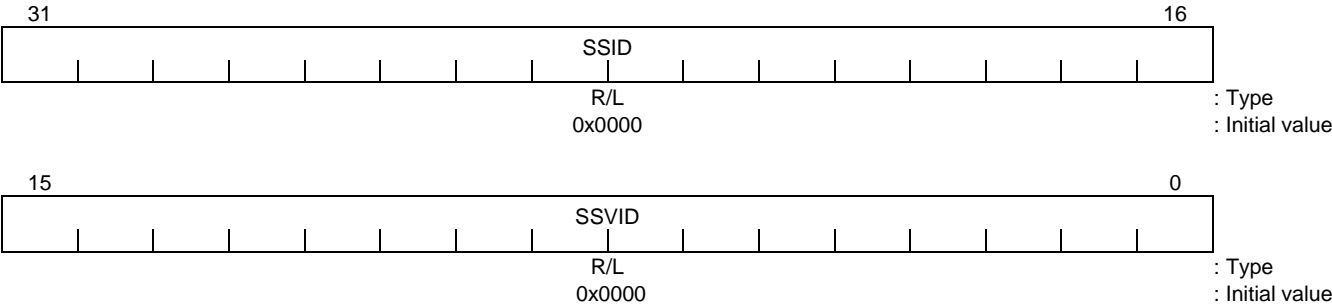 31 16
SSID
R/L : Type
0x0000 : Initial value
15 0
SSVID
R/L : Type
0x0000 : Initial value